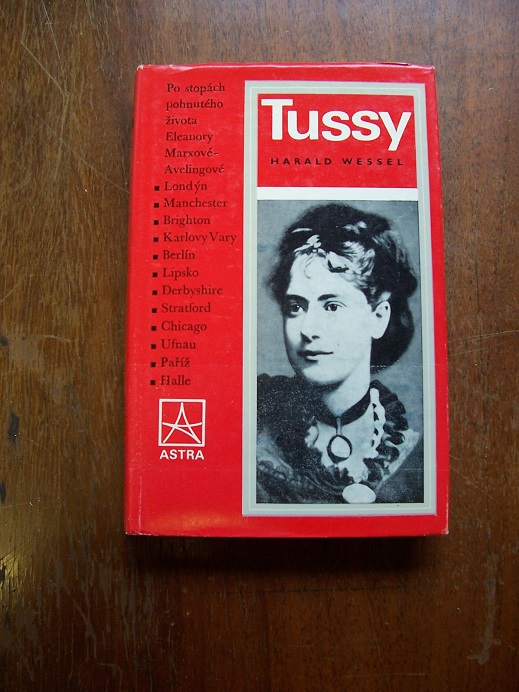 Po stopách
pohnutého
života
Eleanory
Marxové-
Avelingové
▪ Londýn
▪ Manchester
▪ Brighton
▪ Karlovy Vary
▪ Berlín
▪ Lipsko
▪ Derbyshire
▪ Stratford
▪ Chicago
▪ Ufnau
▪ Paříž
▪ Halle
ASTRA
Tussy
HARALD WESSEL